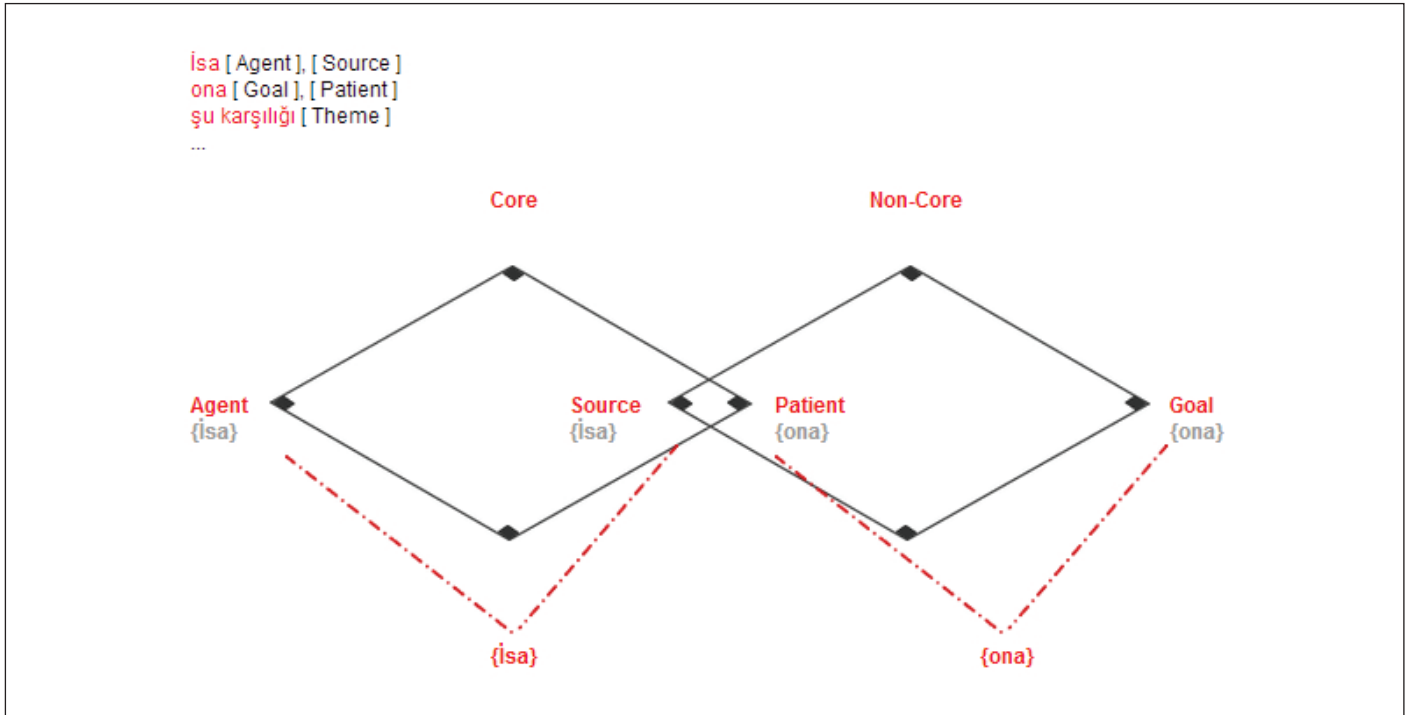 İsa [ Agent ], [ Source ]
ona [ Goal ], [ Patient ]
şu karşılığı [ Theme ]
...
Core Non-Core
Agent Source Patient Goal
{İsa} {İsa} {ona} {ona}
{İsa} {ona}